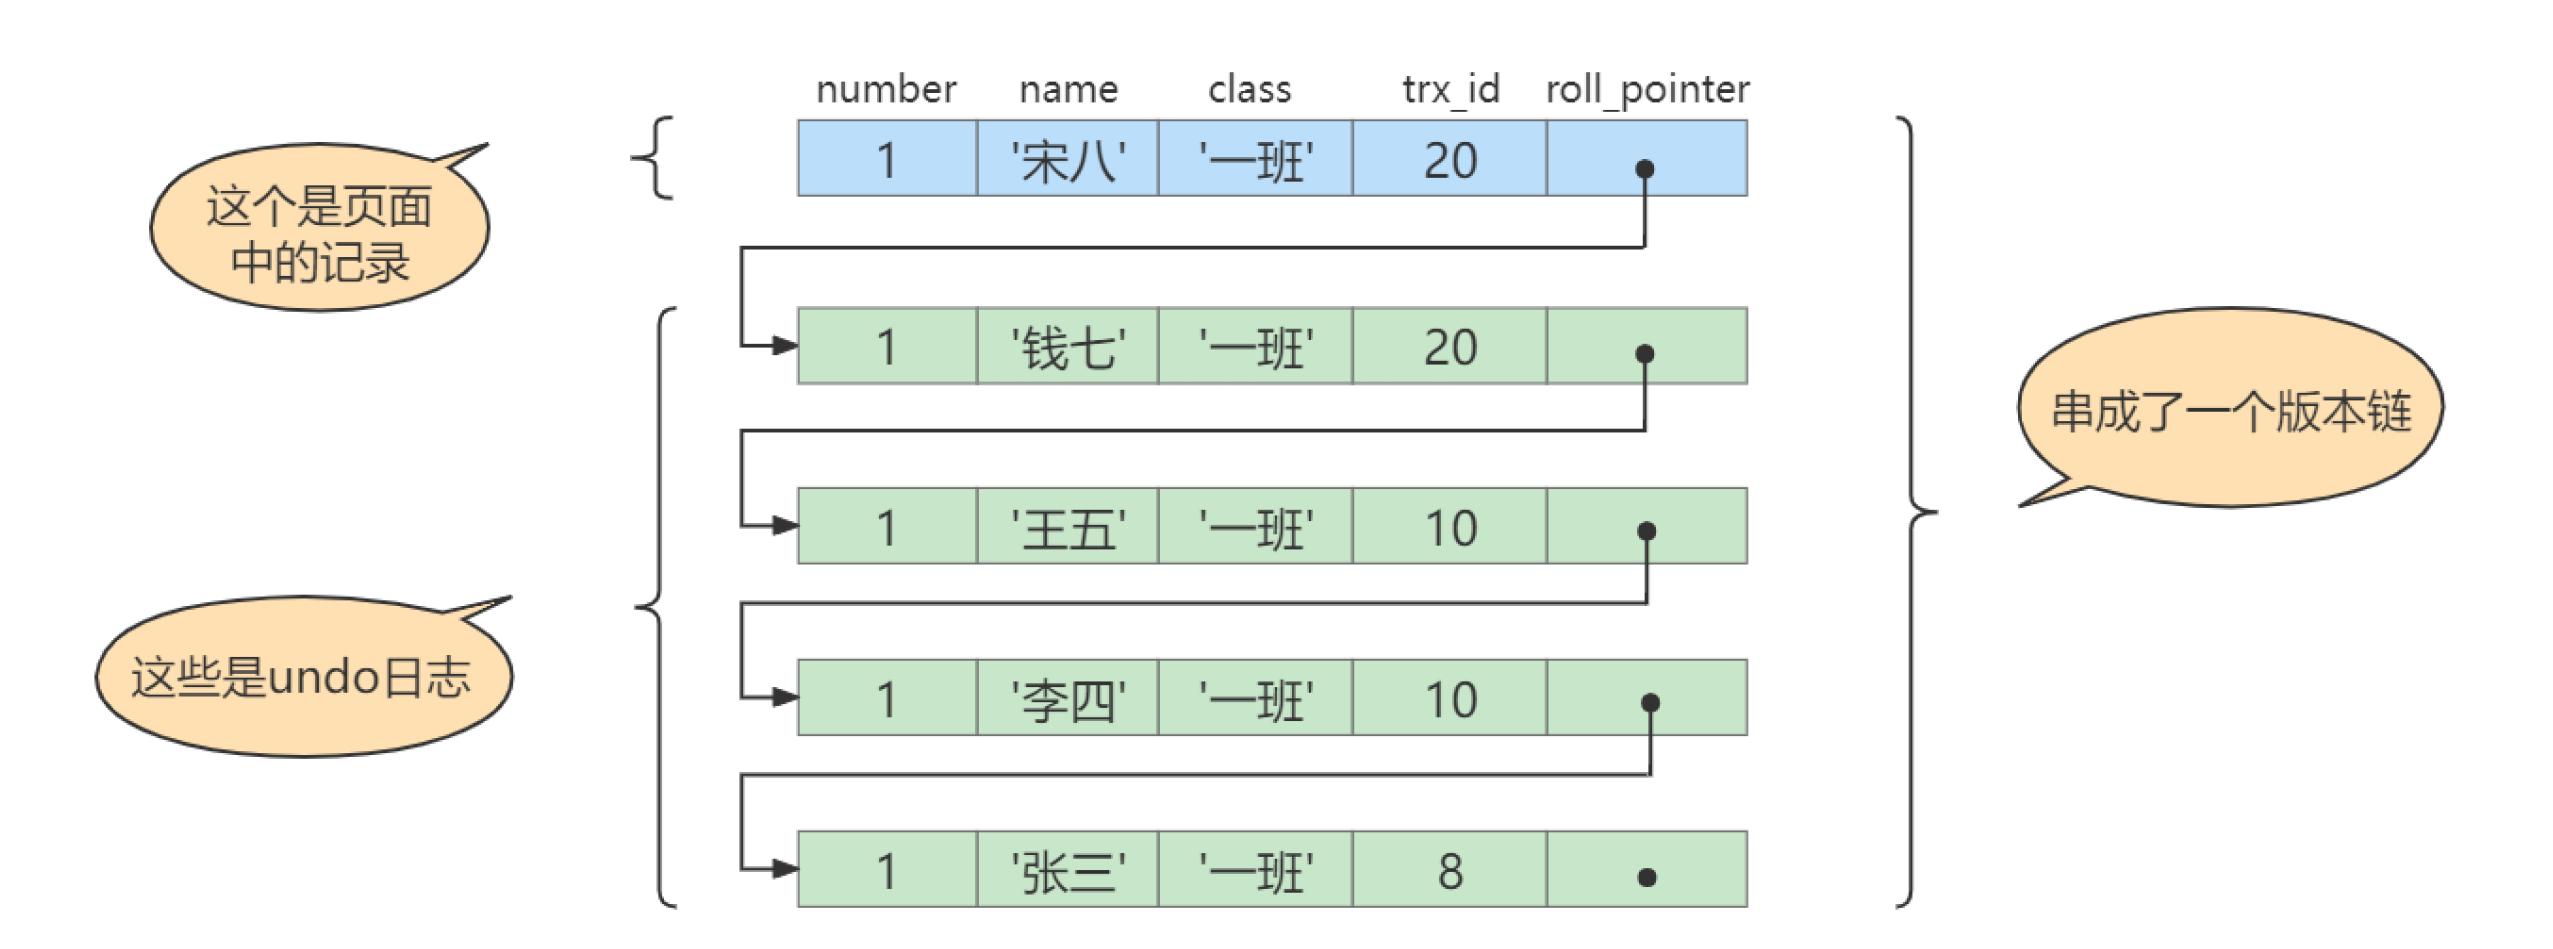 number name class trx_id roll_pointer
1 '宋八' '一班' 20
这个是页面
中的记录
1 '钱七' '一班' 20
串成了一个版本链
1 '王五' '一班' 10
这些是undo日志
1 '李四' '一班' 10
1 '张三' '一班' 8